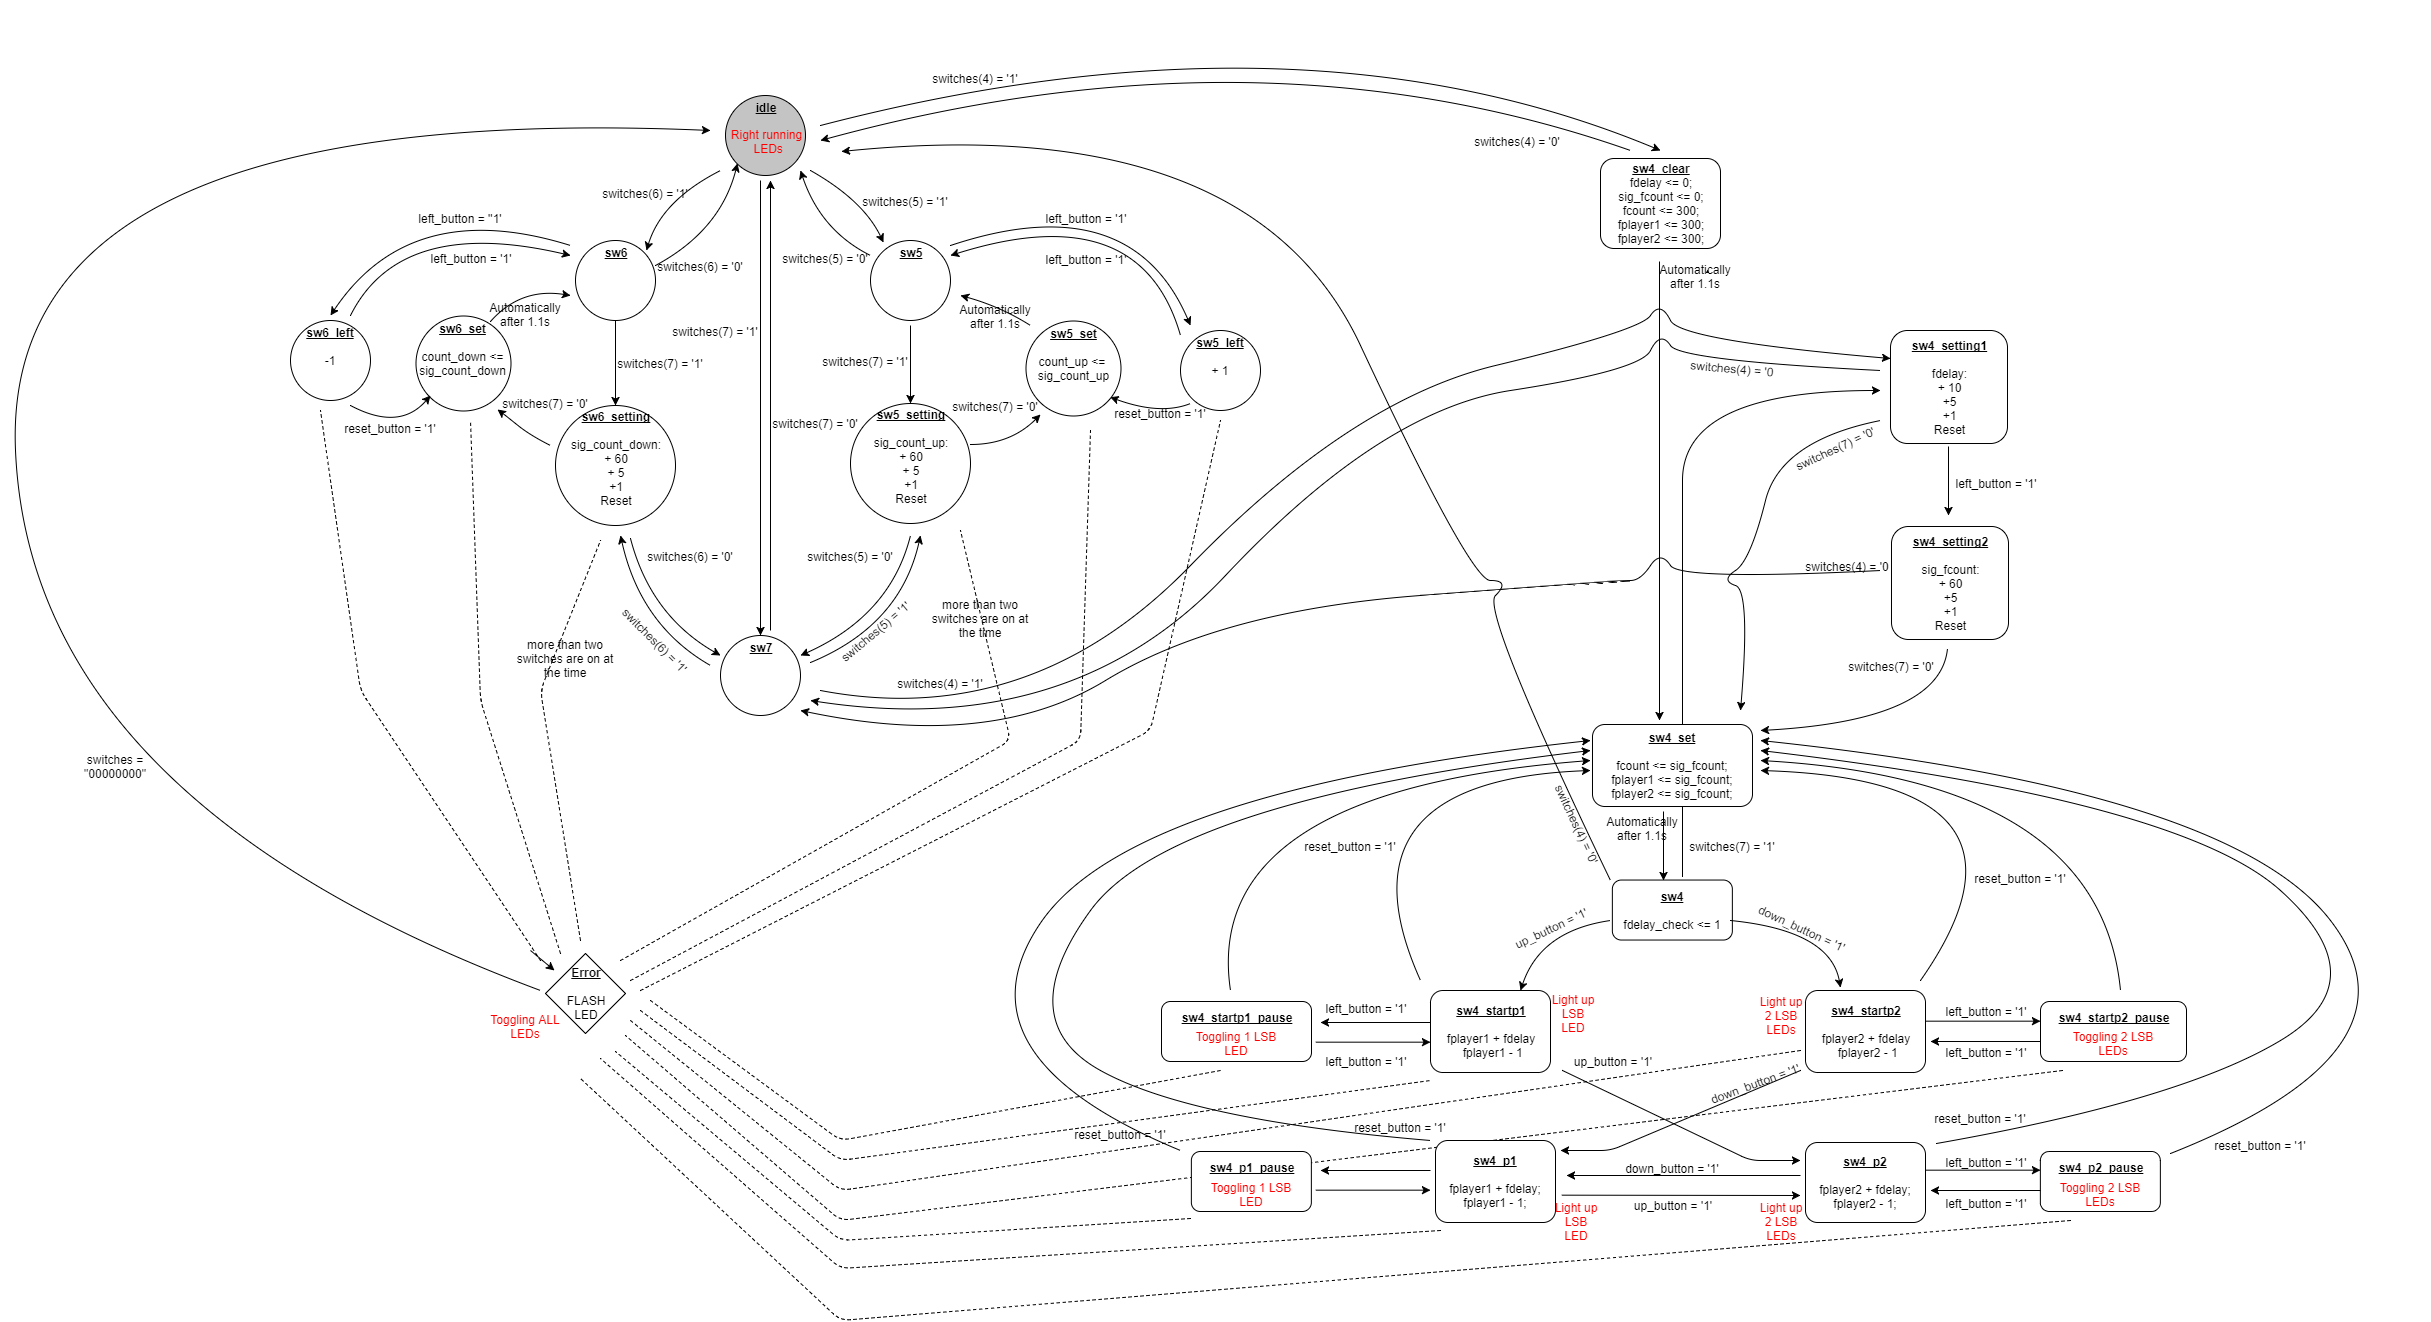 switches(4) = '1'
idle
Right running
LEDs
switches(4) = '0'
sw4_clear
fdelay <= 0;
sig_fcount <= 0;
fcount <= 300;
fplayer1 <= 300;
fplayer2 <= 300;
switches(6) = '1'
switches(5) = '1'
left_button = "1'
left_button = '1'
sw6
sw5
left_button = '1'
switches(6) = '0'
switches(5) = '0'
left_button = '1'
Automatically
after 1.1s
Automatically
after 1.1s
Automatically
after 1.1s
sw6_left
-1
sw6_set
count_down <=
sig_count_down
switches(7) = '1'
sw5_set
count_up <=
sig_count_up
sw5_left
+ 1
sw4_setting1
fdelay:
+ 10
+5
+1
Reset
switches(7) = '1'
switches(7) = '1'
switches(4) = '0
switches(7) = '0'
reset_button = '1'
sw6_setting
sig_count_down:
+ 60
+ 5
+1
Reset
switches(7) = '0'
sw5_setting
sig_count_up:
+ 60
+ 5
+1
Reset
switches(7) = '0'
reset_button = '1'
switches(7) = '0'
left_button = '1'
switches(6) = '0'
switches(5) = '0'
sw4_setting2
sig_fcount:
+ 60
+5
+1
Reset
switches(4) = '0
more than two
switches are on at
the time
switches(6) = '1'
switches(5) = '1'
more than two
switches are on at
the time
sw7
switches(4) = '1'
switches(7) = '0'
switches =
"00000000"
sw4_set
fcount <= sig_fcount;
fplayer1 <= sig_fcount;
fplayer2 <= sig_fcount;
switches(4) = '0'
Automatically
after 1.1s
switches(7) = '1'
reset_button = '1'
reset_button = '1'
sw4
fdelay_check <= 1
up_button = '1'
down_button = '1'
Error
FLASH
LED
Toggling ALL
LEDs
sw4_startp1_pause
Toggling 1 LSB
LED
left_button = '1'
left_button = '1'
sw4_startp1
fplayer1 + fdelay
fplayer1 - 1
Light up
LSB
LED
Light up
2 LSB
LEDs
sw4_startp2
fplayer2 + fdelay
fplayer2 - 1
left_button = '1'
left_button = '1'
sw4_startp2_pause
Toggling 2 LSB
LEDs
up_button = '1'
down_button = '1'
reset_button = '1'
reset_button = '1'
reset_button = '1'
reset_button = '1'
sw4_p1_pause
Toggling 1 LSB
LED
sw4_p1
fplayer1 + fdelay;
fplayer1 - 1;
Light up
LSB
LED
down_button = '1'
up_button = '1'
Light up
2 LSB
LEDs
sw4_p2
fplayer2 + fdelay;
fplayer2 - 1;
left_button = '1'
left_button = '1'
sw4_p2_pause
Toggling 2 LSB
LEDs